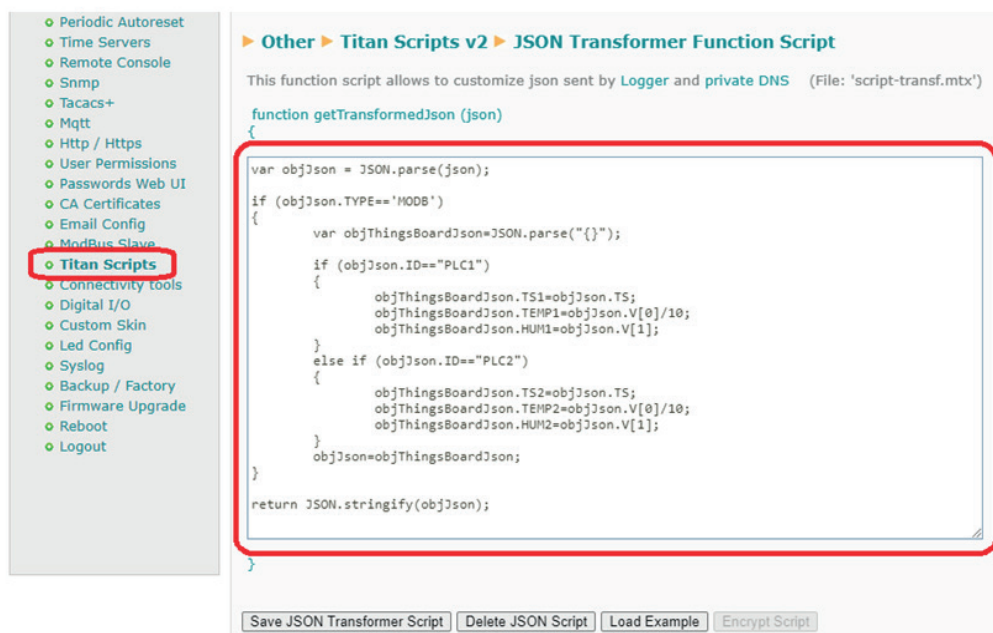 Periodic Autoreset
Time Servers
Remote Console
Snmp
Tacacs+
Mqtt
Http / Https
User Permissions
Passwords Web UI
CA Certificates
Email Config
ModBus Slave
Titan Scripts
Connectivity tools
Digital I/O
Custom Skin
Led Config
Syslog
Backup / Factory
Firmware Upgrade
Reboot
Logout
Other Titan Scripts v2 JSON Transformer Function Script
This function script allows to customize json sent by Logger and private DNS (File: 'script-transf.mtx')
function getTransformedJson (json)
{
var objJson = JSON.parse(json);
if (objJson.TYPE=='MODB')
{
var objThingsBoardJson=JSON.parse("{}");
if (objJson.ID=="PLC1")
{
objThingsBoardJson.TS1=objJson.TS;
objThingsBoardJson.TEMP1=objJson.V[0]/10;
objThingsBoardJson.HUM1=objJson.V[1];
}
else if (objJson.ID=="PLC2")
{
objThingsBoardJson.TS2=objJson.TS;
objThingsBoardJson.TEMP2=objJson.V[0]/10;
objThingsBoardJson.HUM2=objJson.V[1];
}
objJson=objThingsBoardJson;
}
return JSON.stringify(objJson);
}
Save JSON Transformer Script Delete JSON Script Load Example Encrypt Script